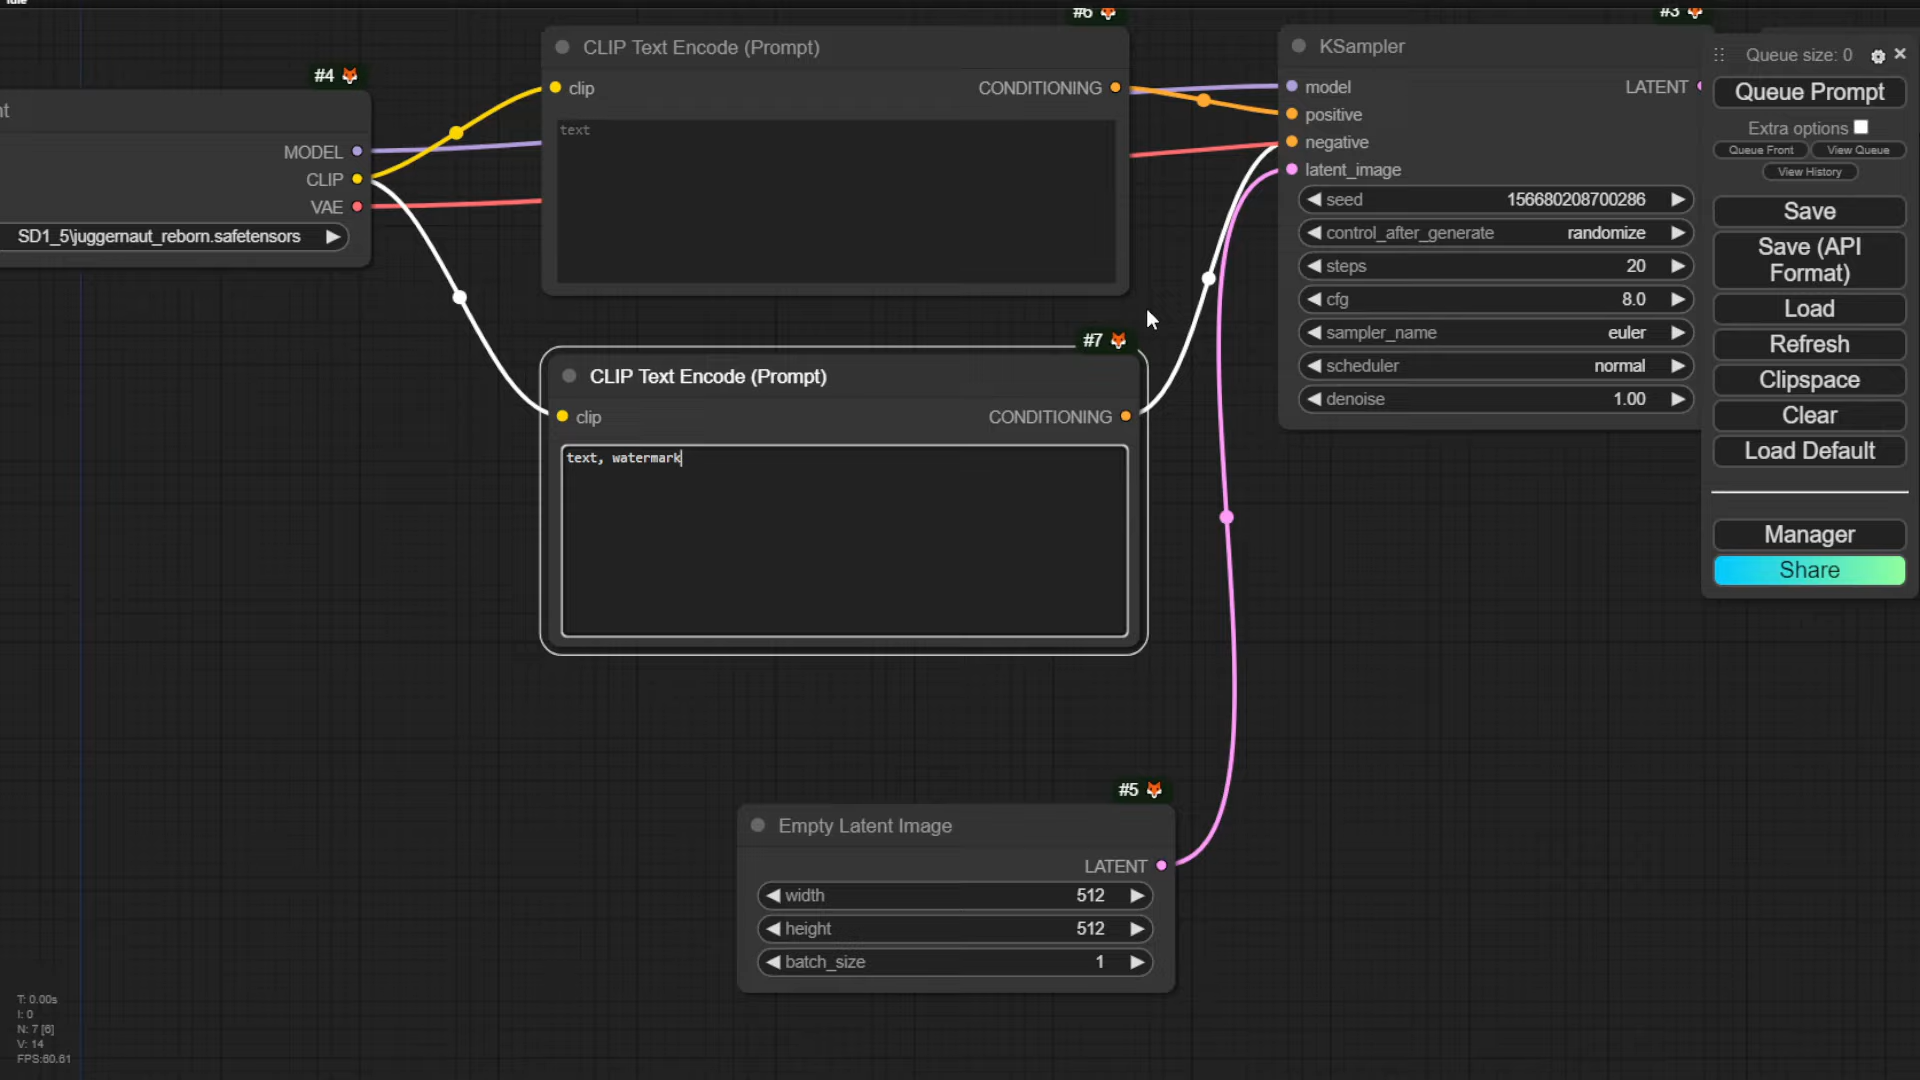 Idle
#6
#3
CLIP Text Encode (Prompt)
KSampler
Queue size: 0
#4
clip
CONDITIONING
model
LATENT
Queue Prompt
positive
text
Extra options
MODEL
negative
Queue Front
View Queue
CLIP
latent_image
View History
VAE
seed
156680208700286
Save
SD1_5\juggernaut_reborn.safetensors
control_after_generate
randomize
Save (API
Format)
steps
20
cfg
8.0
Load
#7
sampler_name
euler
Refresh
CLIP Text Encode (Prompt)
scheduler
normal
Clipspace
denoise
1.00
clip
CONDITIONING
Clear
text, watermark
Load Default
Manager
Share
#5
Empty Latent Image
LATENT
width
512
height
512
batch_size
1
T: 0.00s
I: 0
N: 7 [6]
V: 14
FPS:60.61